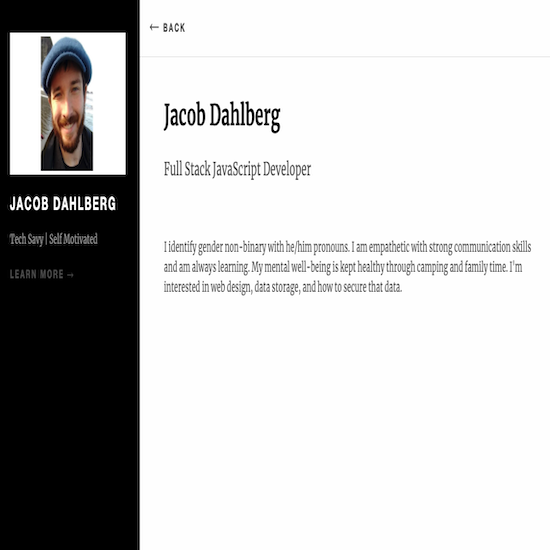 ← BACK
JACOB DAHLBERG
Tech Savy | Self Motivated
LEARN MORE →
Jacob Dahlberg
Full Stack JavaScript Developer
I identify gender non-binary with he/him pronouns. I am empathetic with strong communication skills
and am always learning. My mental well-being is kept healthy through camping and family time. I'm
interested in web design, data storage, and how to secure that data.